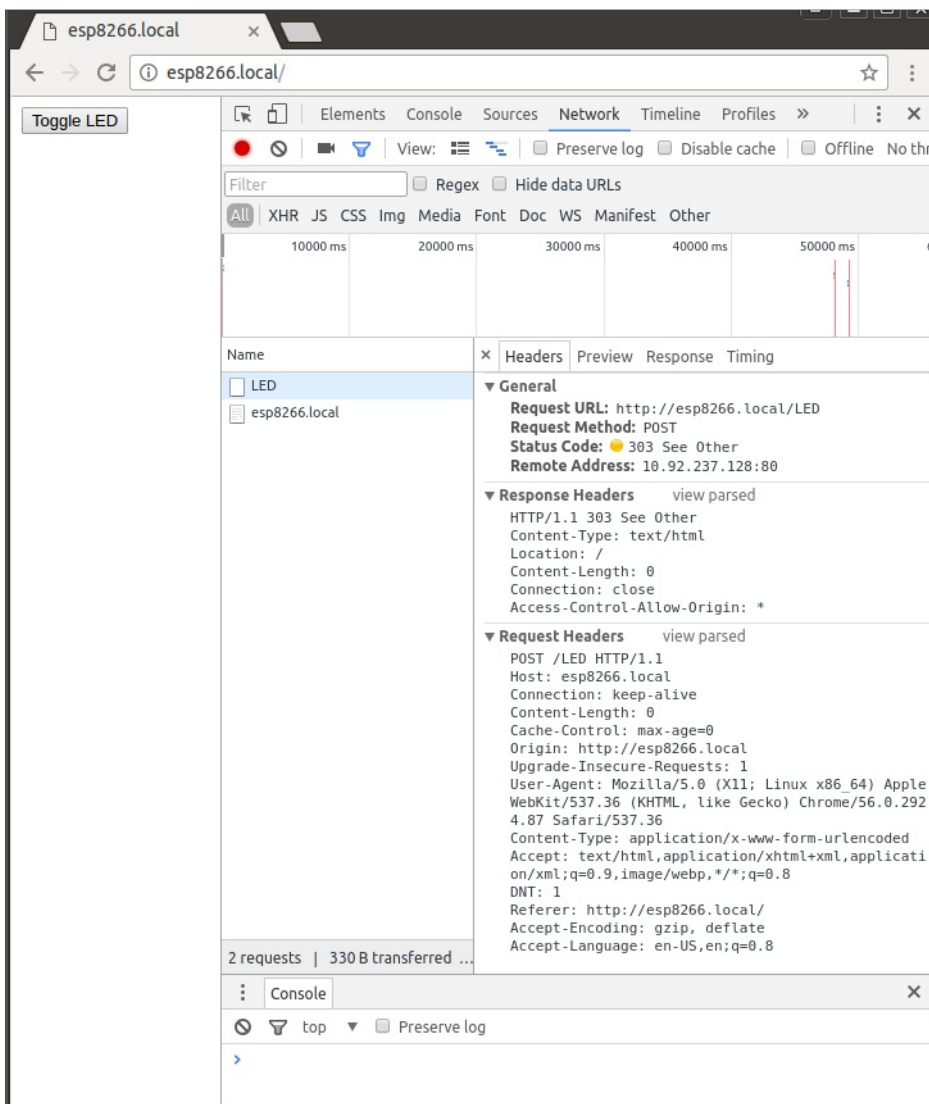 esp8266.local
esp8266.local/
Toggle LED
Elements Console Sources Network Timeline Profiles »
View: Preserve log Disable cache Offline No thr
Filter Regex Hide data URLs
All XHR JS CSS Img Media Font Doc WS Manifest Other
10000 ms 20000 ms 30000 ms 40000 ms 50000 ms
Name
LED
esp8266.local
× Headers Preview Response Timing
▼ General
Request URL: http://esp8266.local/LED
Request Method: POST
Status Code: 303 See Other
Remote Address: 10.92.237.128:80
▼ Response Headers view parsed
HTTP/1.1 303 See Other
Content-Type: text/html
Location: /
Content-Length: 0
Connection: close
Access-Control-Allow-Origin: *
▼ Request Headers view parsed
POST /LED HTTP/1.1
Host: esp8266.local
Connection: keep-alive
Content-Length: 0
Cache-Control: max-age=0
Origin: http://esp8266.local
Upgrade-Insecure-Requests: 1
User-Agent: Mozilla/5.0 (X11; Linux x86_64) Apple
WebKit/537.36 (KHTML, like Gecko) Chrome/56.0.292
4.87 Safari/537.36
Content-Type: application/x-www-form-urlencoded
Accept: text/html,application/xhtml+xml,applicati
on/xml;q=0.9,image/webp,*/*;q=0.8
DNT: 1
Referer: http://esp8266.local/
Accept-Encoding: gzip, deflate
Accept-Language: en-US,en;q=0.8
2 requests | 330 B transferred ...
Console
top ▼ Preserve log
>